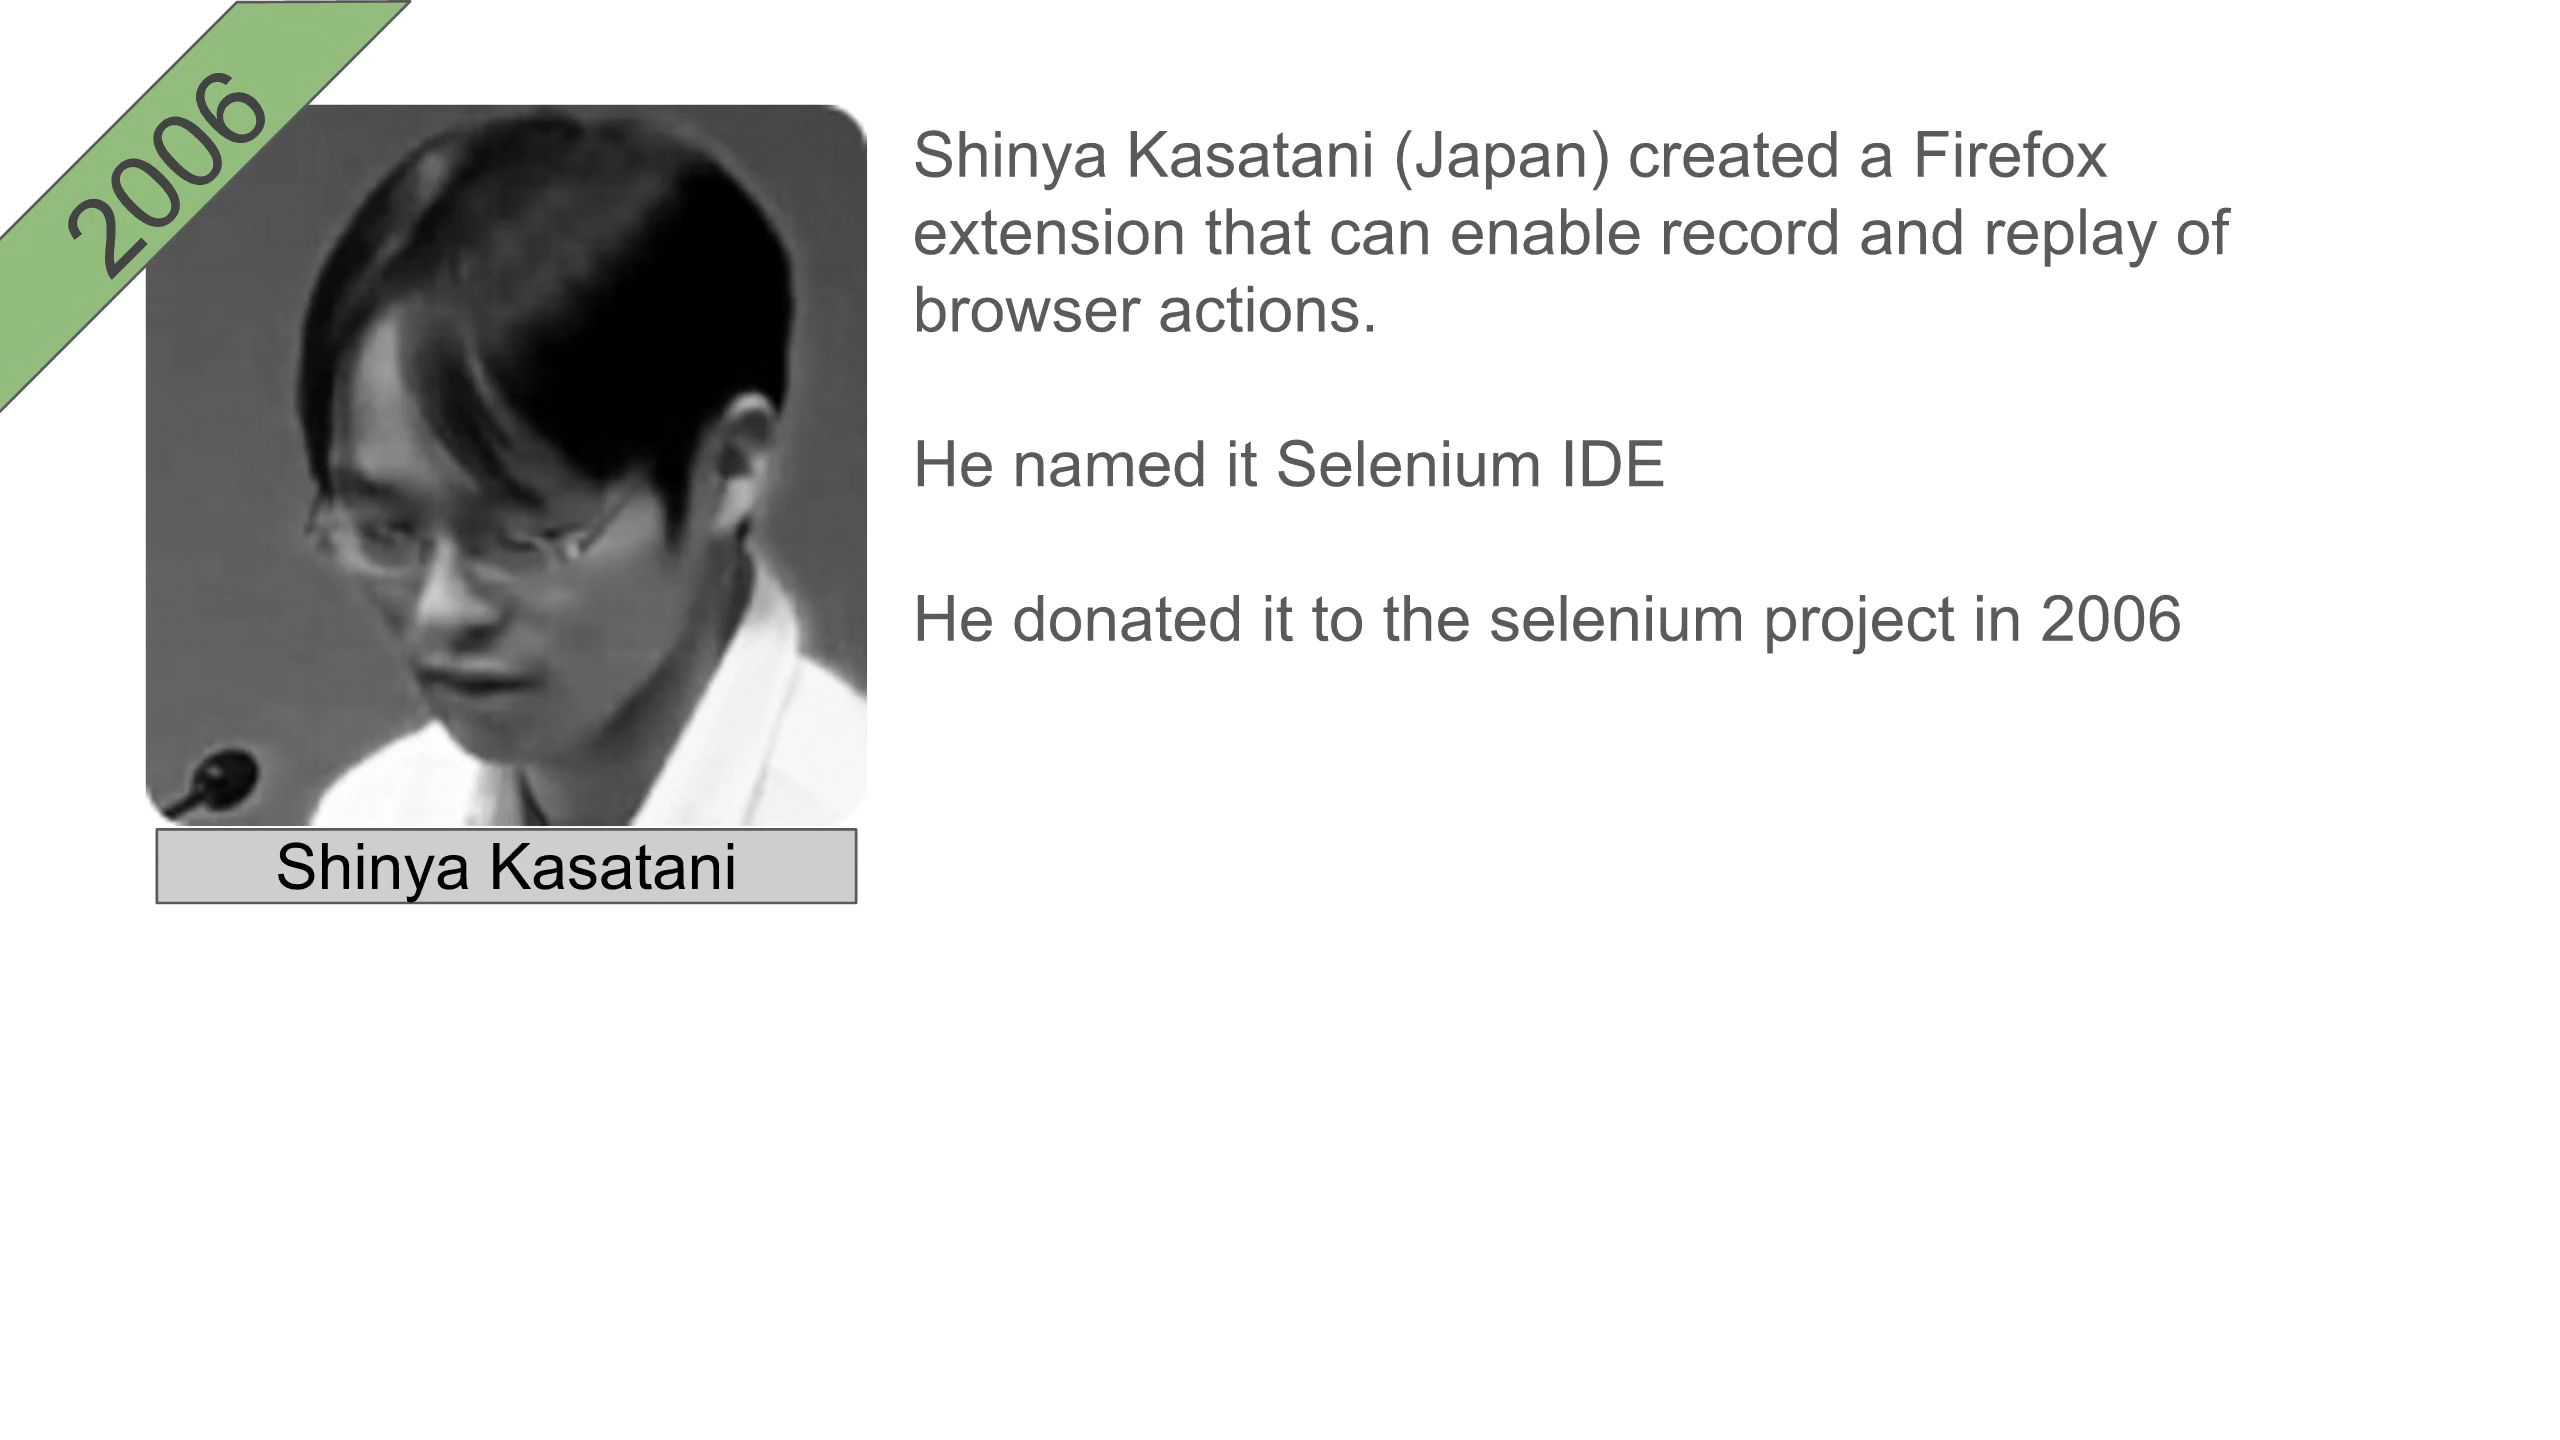 2006
Shinya Kasatani (Japan) created a Firefox
extension that can enable record and replay of
browser actions.
He named it Selenium IDE
He donated it to the selenium project in 2006
Shinya Kasatani